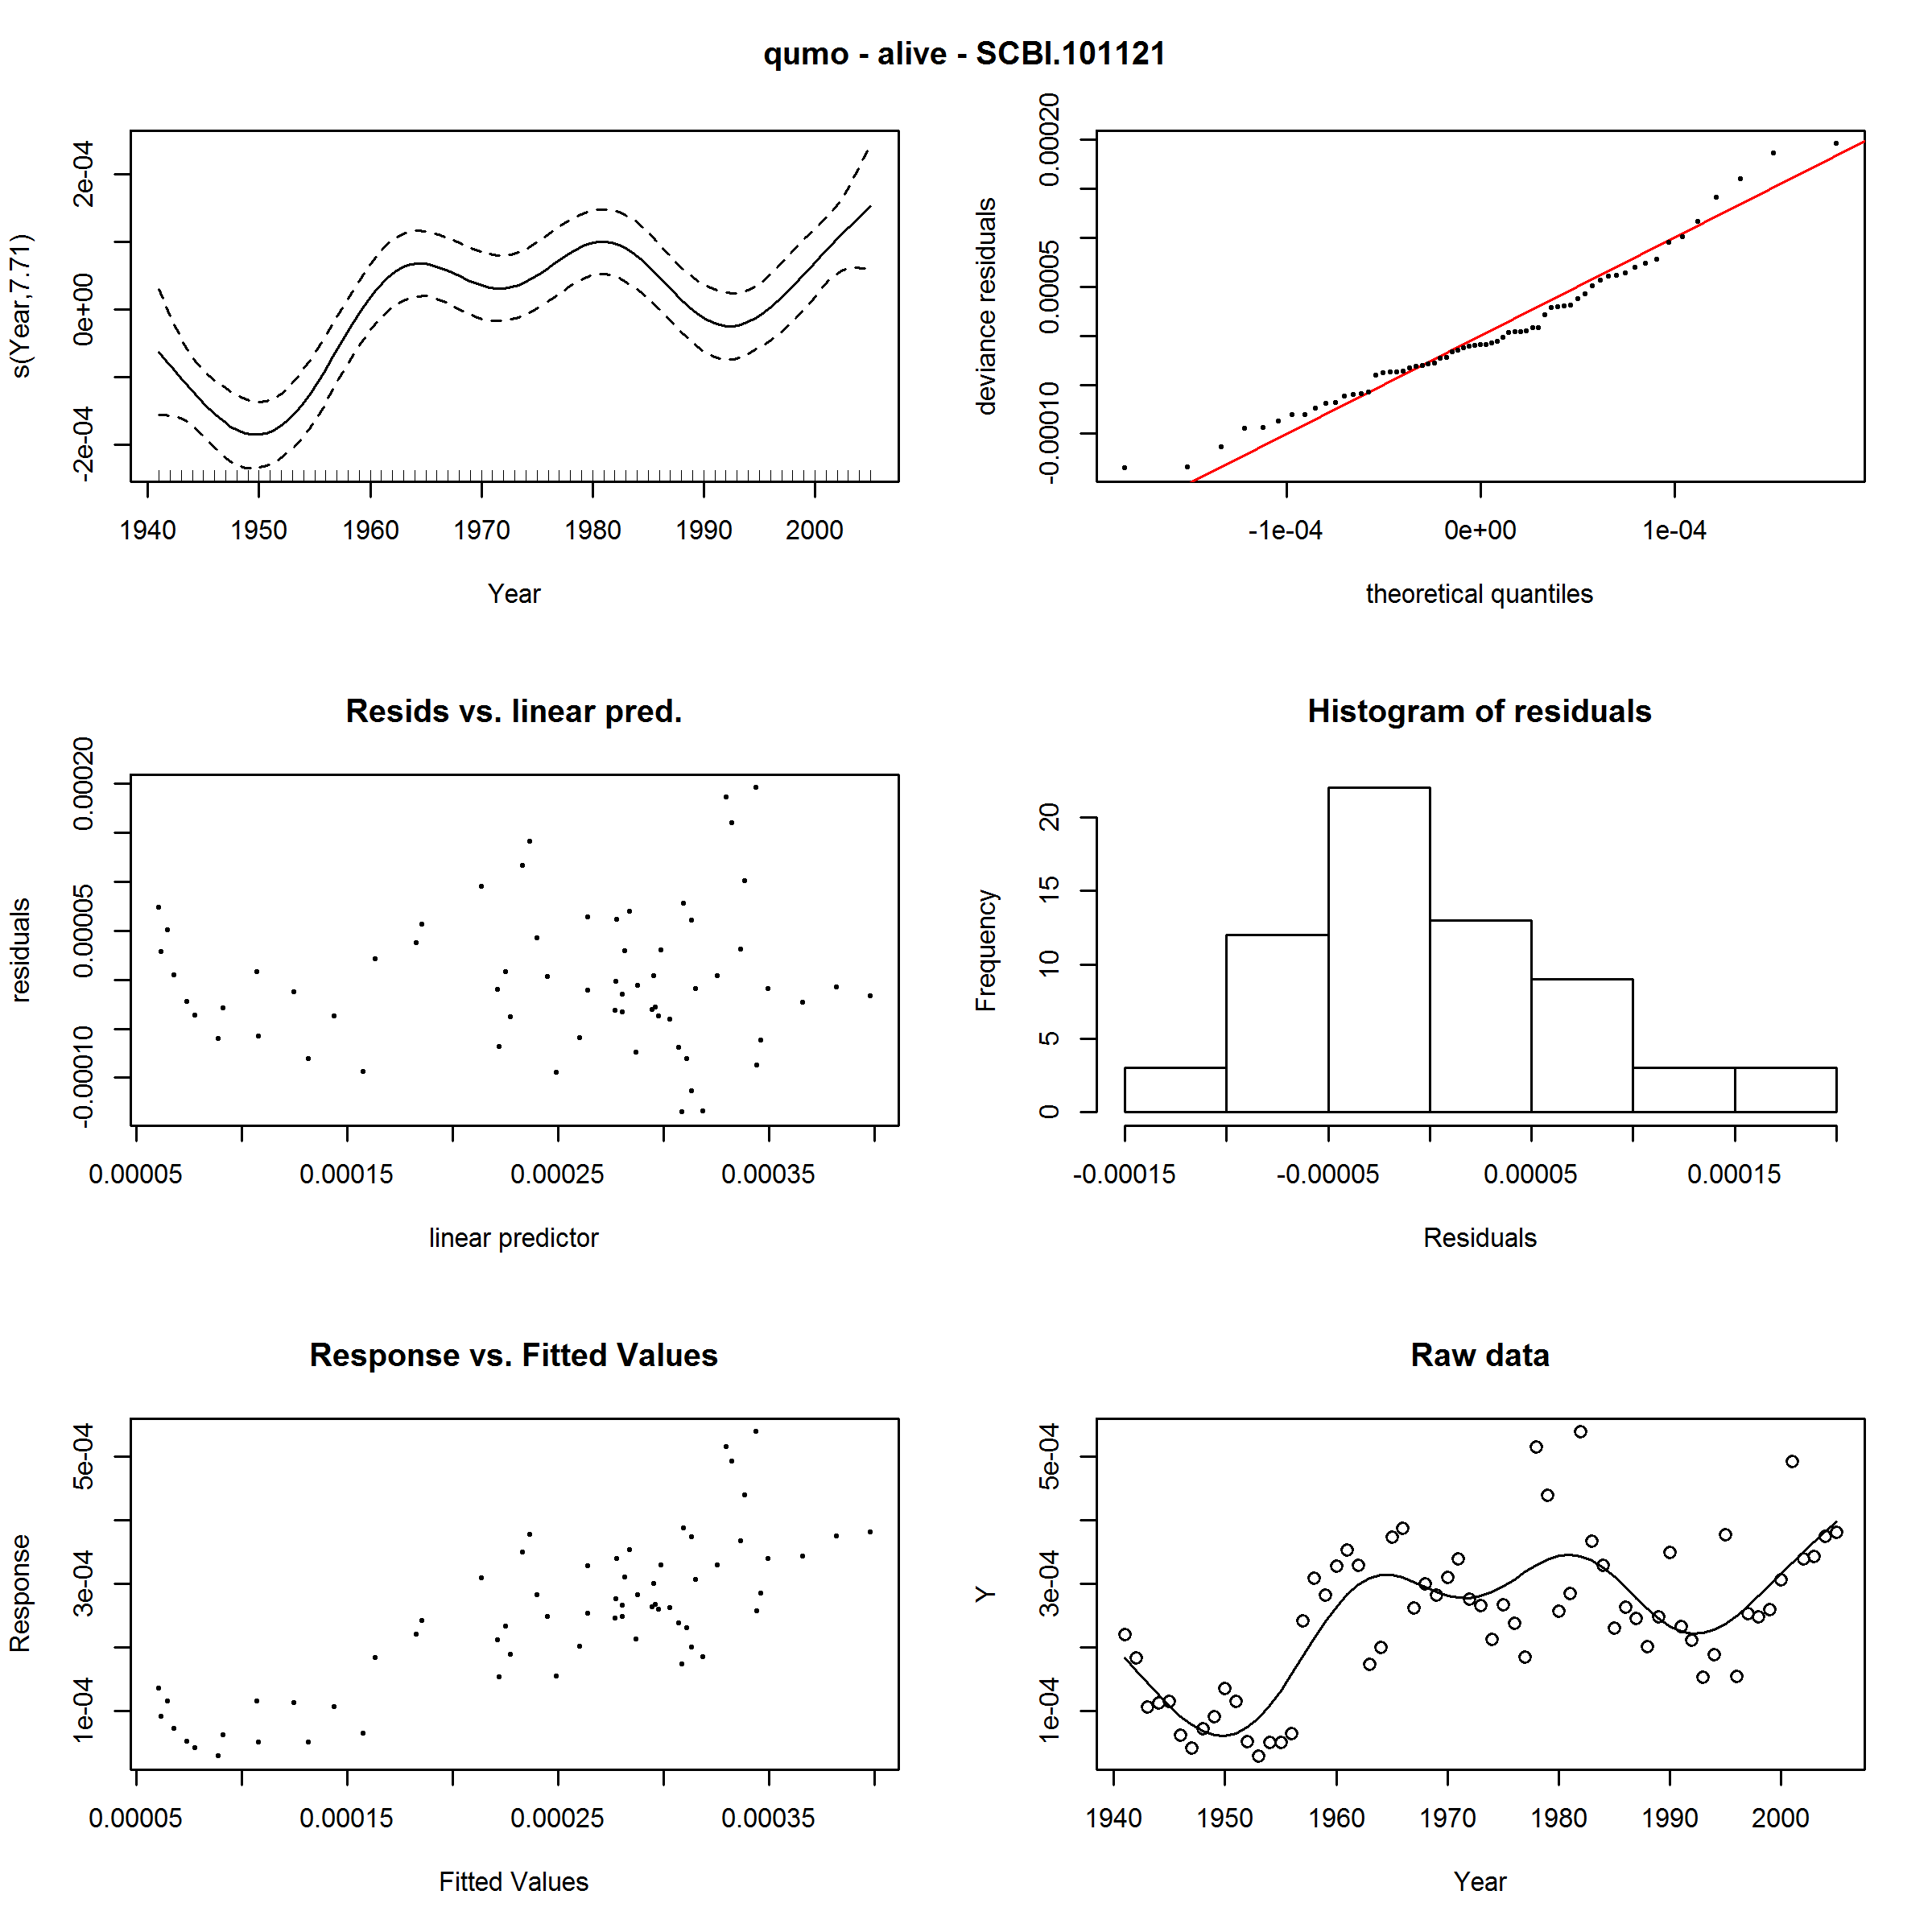 qumo - alive - SCBI.101121
s(Year,7.71)
-2e-04 0e+00 2e-04
1940 1950 1960 1970 1980 1990 2000
Year
deviance residuals
-0.00010 0.00005 0.00020
-1e-04 0e+00 1e-04
theoretical quantiles
Resids vs. linear pred.
residuals
-0.00010 0.00005 0.00020
0.00005 0.00015 0.00025 0.00035
linear predictor
Histogram of residuals
Frequency
0 5 10 15 20
-0.00015 -0.00005 0.00005 0.00015
Residuals
Response vs. Fitted Values
Response
1e-04 3e-04 5e-04
0.00005 0.00015 0.00025 0.00035
Fitted Values
Raw data
Y
1e-04 3e-04 5e-04
1940 1950 1960 1970 1980 1990 2000
Year